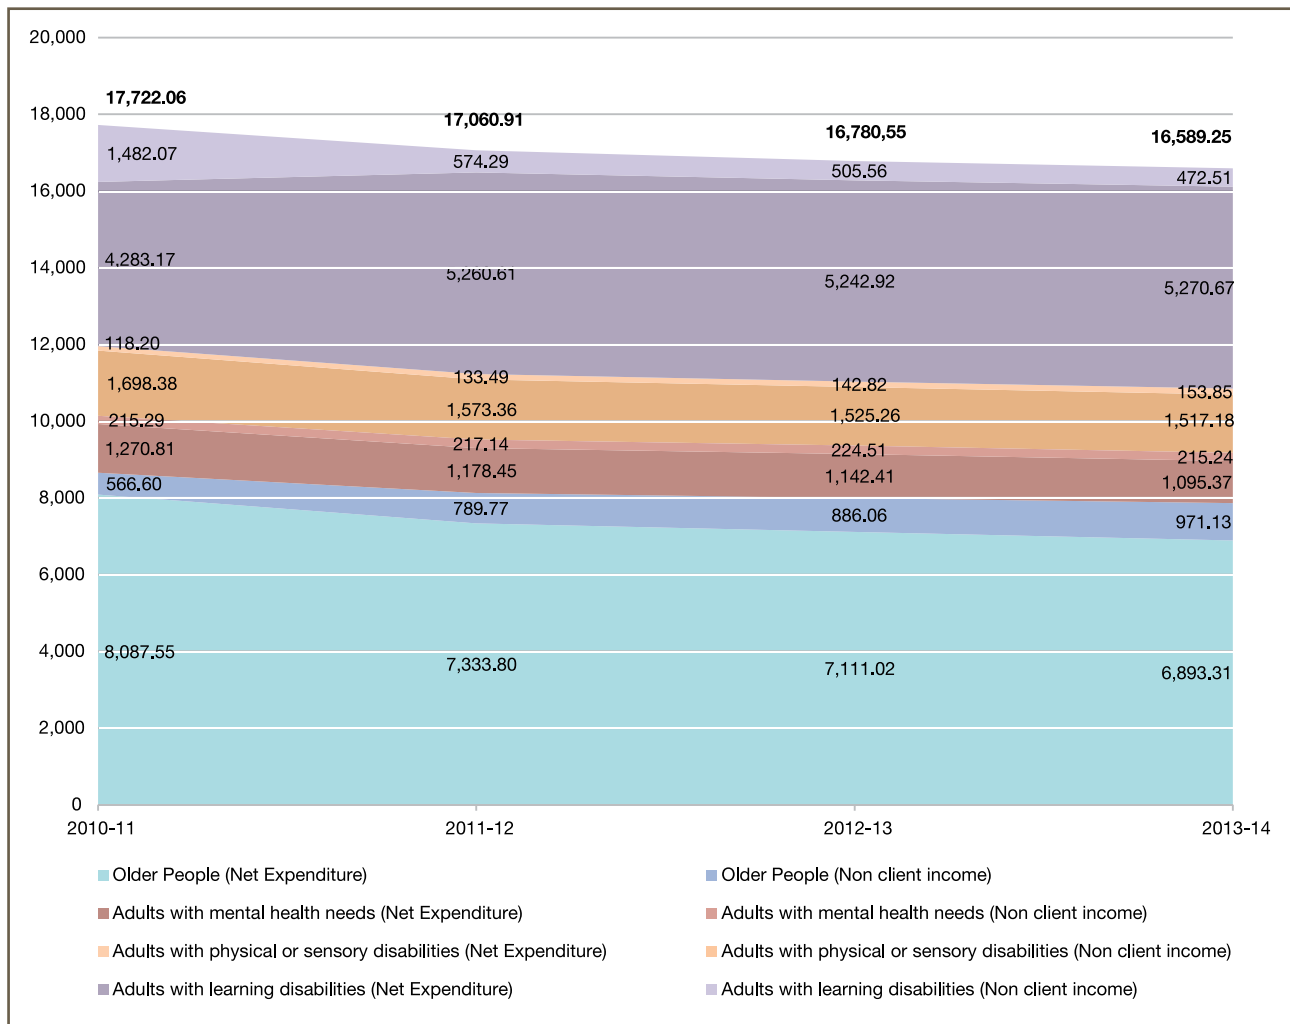 20,000
18,000
16,000
14,000
12,000
10,000
8,000
6,000
4,000
2,000
0
17,722.06 17,060.91 16,780,55 16,589.25
1,482.07 574.29 505.56 472.51
4,283.17 5,260.61 5,242.92 5,270.67
118.20 133.49 142.82 153.85
1,698.38 1,573.36 1,525.26 1,517.18
215.29 217.14 224.51 215.24
1,270.81 1,178.45 1,142.41 1,095.37
566.60 789.77 886.06 971.13
8,087.55 7,333.80 7,111.02 6,893.31
2010-11 2011-12 2012-13 2013-14
Older People (Net Expenditure) Older People (Non client income)
Adults with mental health needs (Net Expenditure) Adults with mental health needs (Non client income)
Adults with physical or sensory disabilities (Net Expenditure) Adults with physical or sensory disabilities (Non client income)
Adults with learning disabilities (Net Expenditure) Adults with learning disabilities (Non client income)